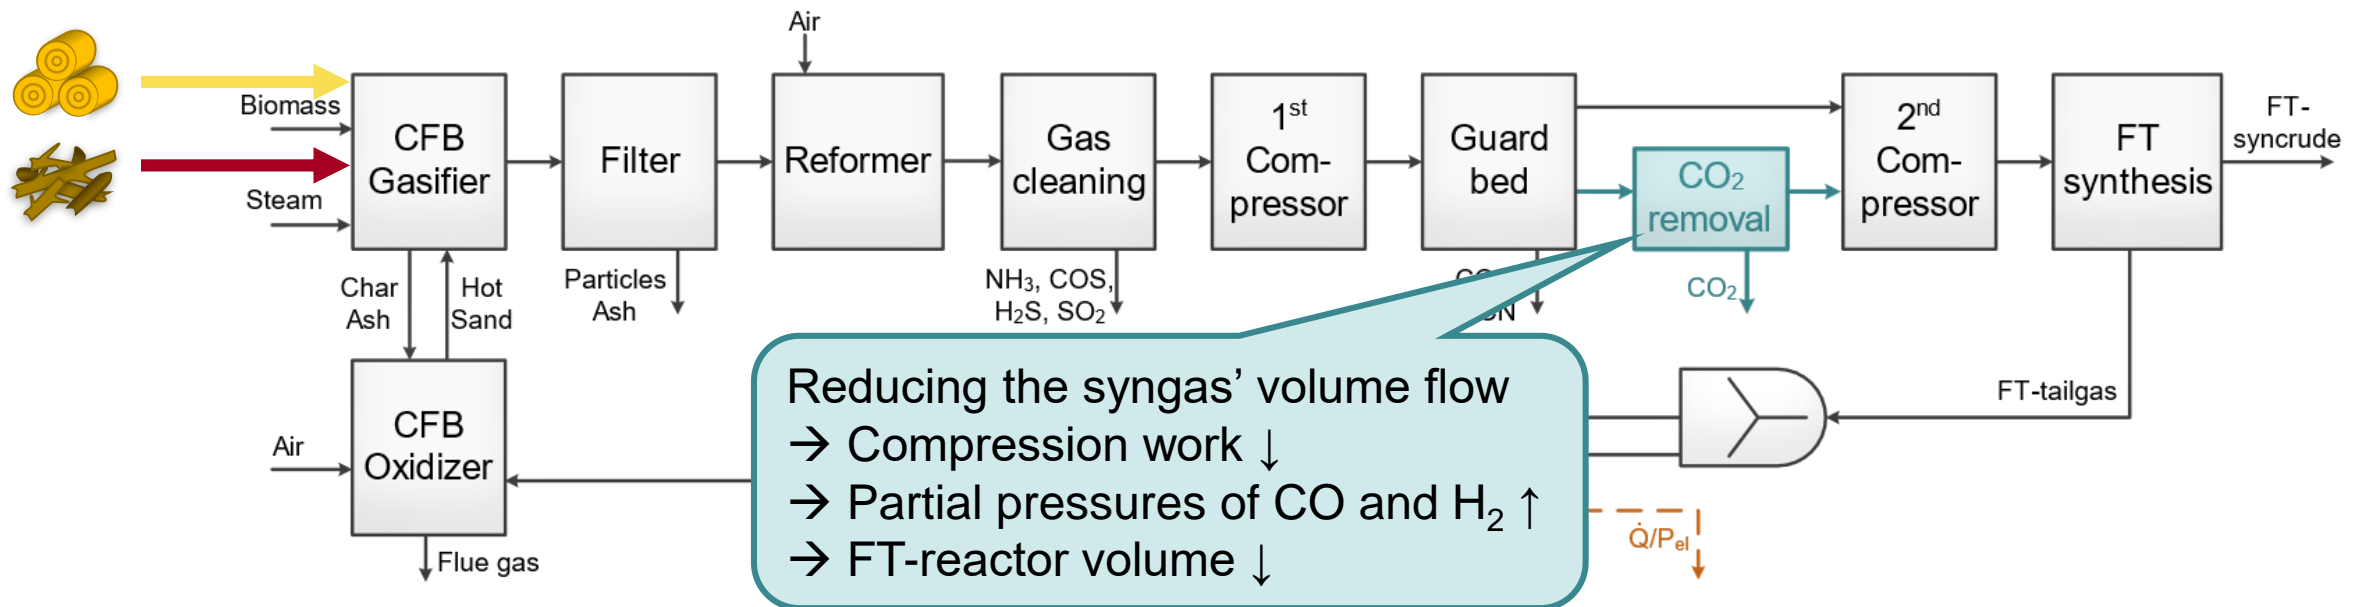 Air
Biomass
Steam
CFB
Gasifier
Filter
Reformer
Gas
cleaning
1st
Com-
pressor
Guard
bed
CO2
removal
2nd
Com-
pressor
FT
synthesis
FT-
syncrude
Char
Ash
Hot
Sand
Particles
Ash
NH3, COS,
H2S, SO2
CO2
FT-tailgas
Air
CFB
Oxidizer
Flue gas
Reducing the syngas’ volume flow
→ Compression work ↓
→ Partial pressures of CO and H2 ↑
→ FT-reactor volume ↓
Q̇/Pel